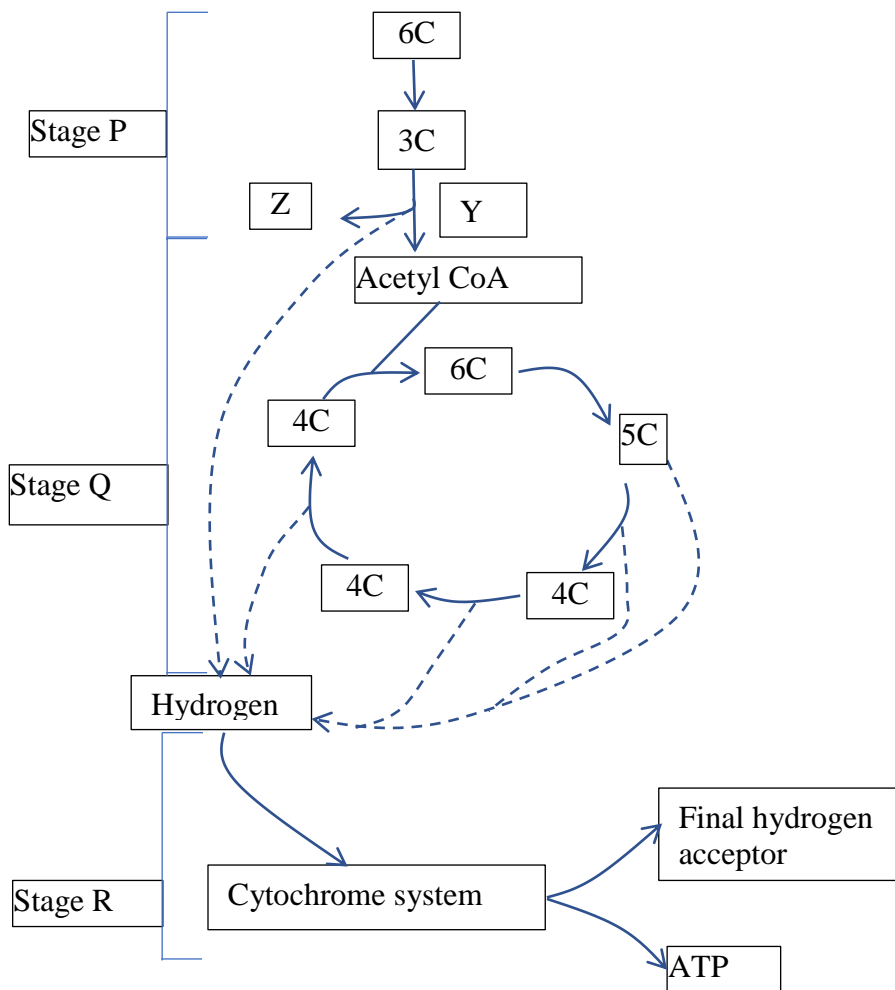 6C
Stage P
3C
Z
Y
Acetyl CoA
6C
4C
5C
Stage Q
4C
4C
Hydrogen
Final hydrogen
acceptor
Stage R
Cytochrome system
ATP